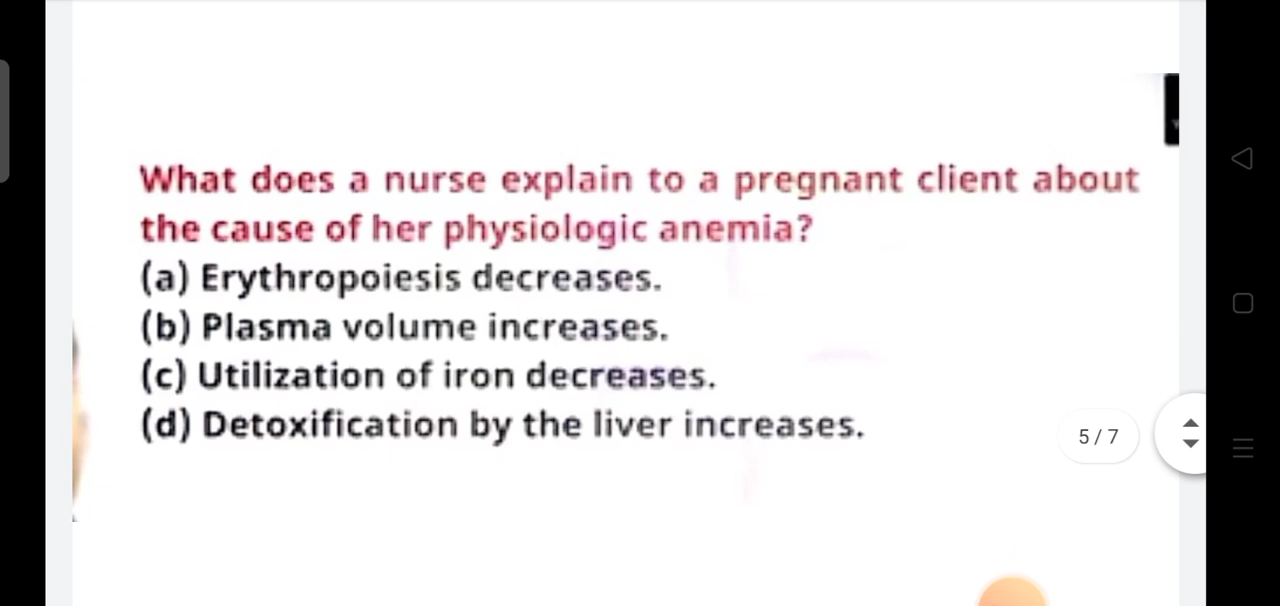 What does a nurse explain to a pregnant client about
the cause of her physiologic anemia?
(a) Erythropoiesis decreases.
(b) Plasma volume increases.
(c) Utilization of iron decreases.
(d) Detoxification by the liver increases.
5 / 7